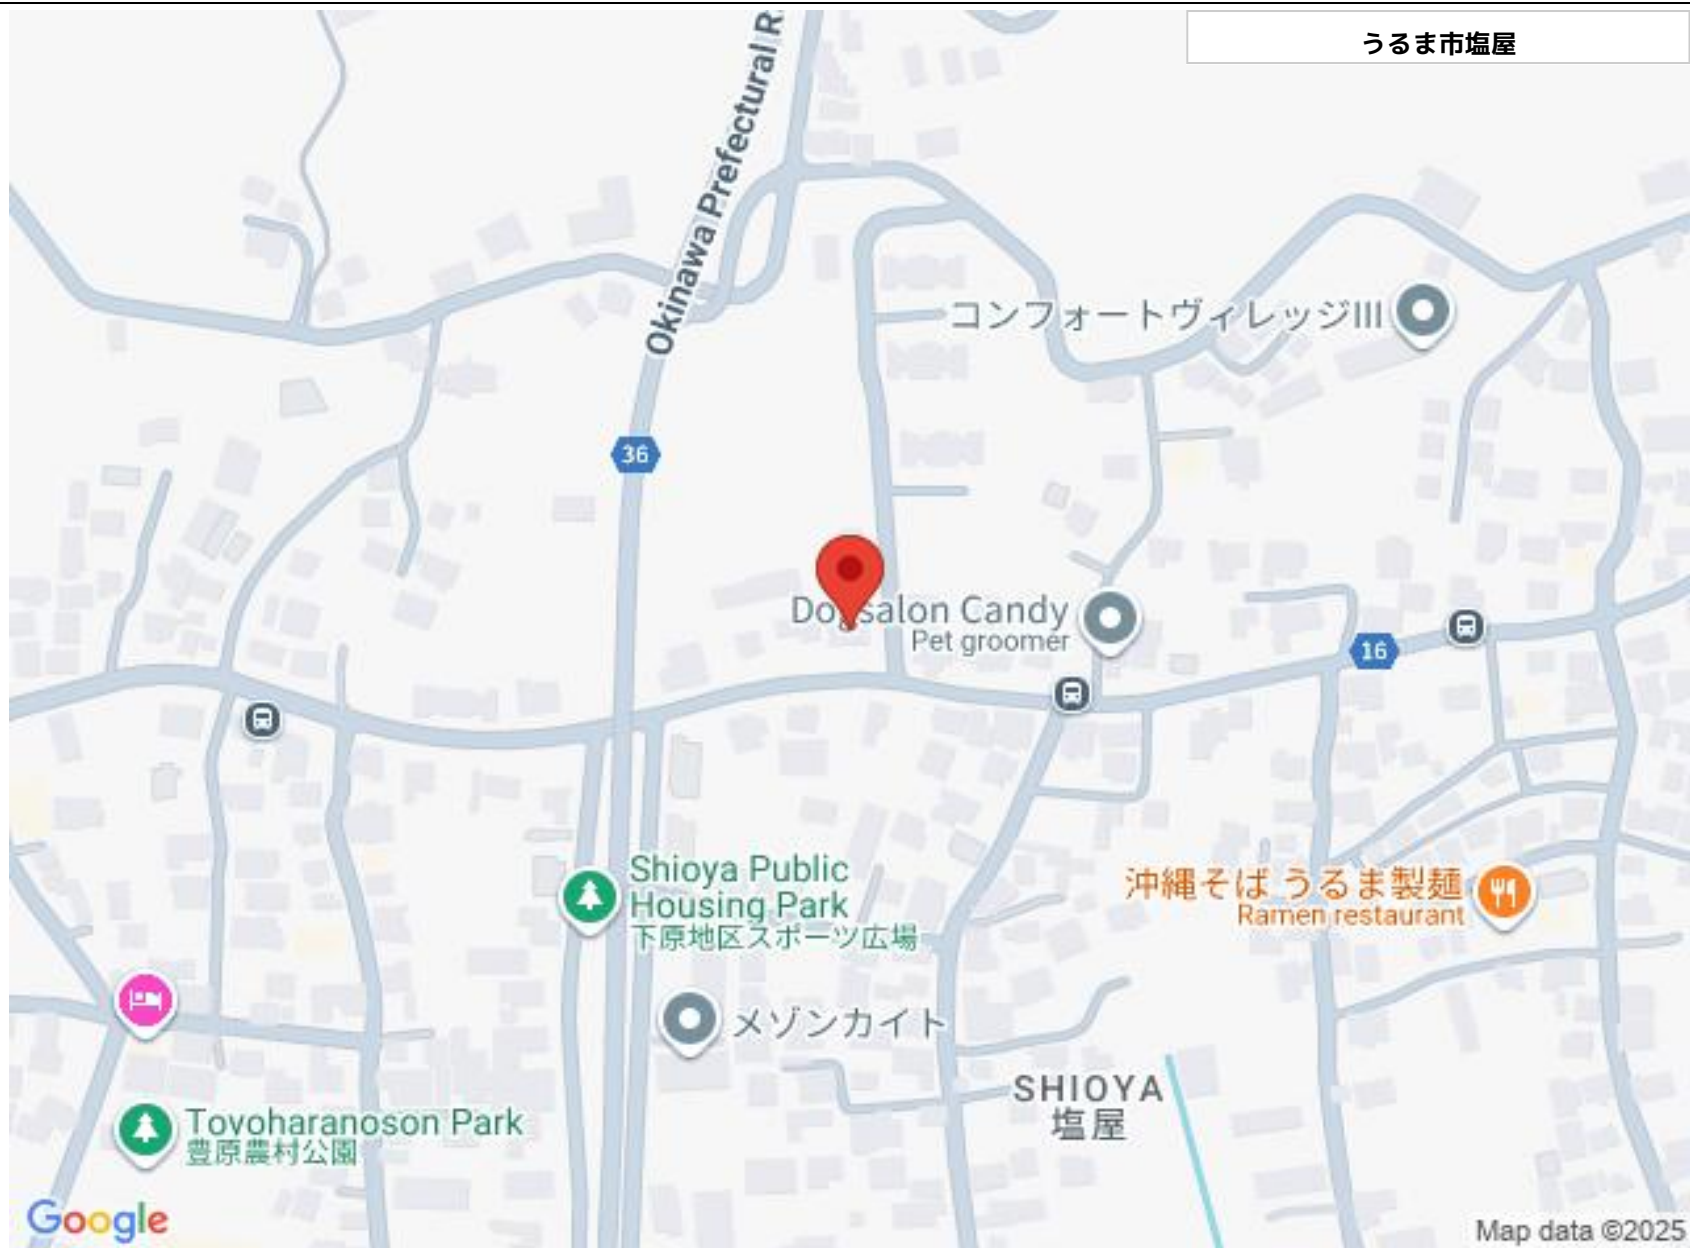 うるま市塩屋
Okinawa Prefectural R
コンフォートヴィレッジIII
36
Dogsalon Candy
Pet groomer
16
Shioya Public
Housing Park
下原地区スポーツ広場
沖縄そば うるま製麺
Ramen restaurant
メゾンカイト
SHIOYA
塩屋
Toyoharanoson Park
豊原農村公園
Google
Map data ©2025